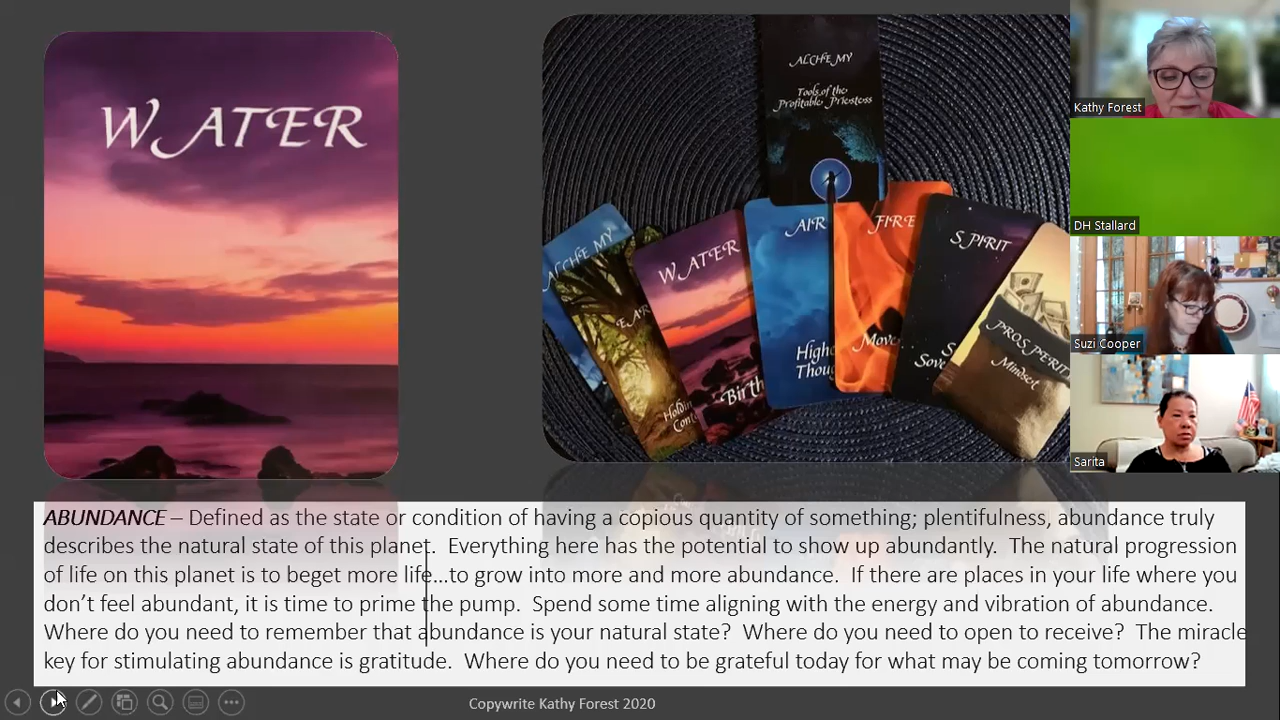 WATER
ALCHEMY
Tools of the
Profitable Priestess
ALCHEMY
EAR
Holdin
Con
WATER
Birth
AIR
Highe
Thou
FIRE
Move
SPIRIT
S
Sove
PROSPERIT
Mindset
Kathy Forest
DH Stallard
Suzi Cooper
Sarita
ABUNDANCE – Defined as the state or condition of having a copious quantity of something; plentifulness, abundance truly
describes the natural state of this planet. Everything here has the potential to show up abundantly. The natural progression
of life on this planet is to beget more life...to grow into more and more abundance. If there are places in your life where you
don't feel abundant, it is time to prime the pump. Spend some time aligning with the energy and vibration of abundance.
Where do you need to remember that abundance is your natural state? Where do you need to open to receive? The miracle
key for stimulating abundance is gratitude. Where do you need to be grateful today for what may be coming tomorrow?
Copywrite Kathy Forest 2020